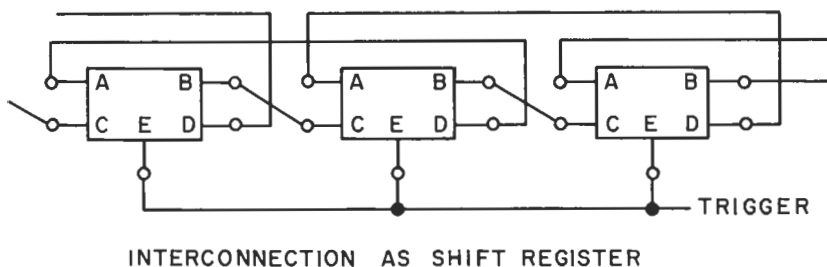 A B A B A B
C E D C E D C E D
TRIGGER
INTERCONNECTION AS SHIFT REGISTER